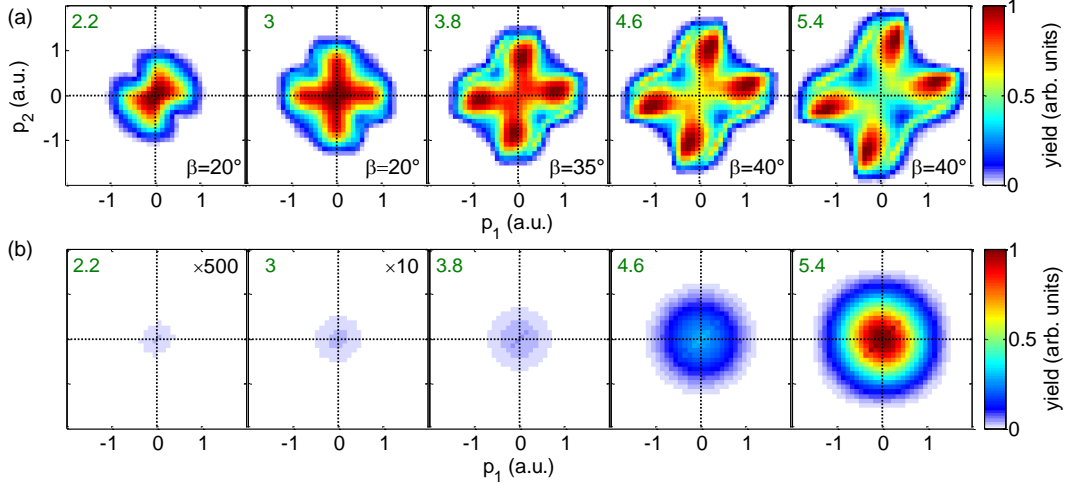 (a)
2.2
3
3.8
4.6
5.4
β=20°
β=20°
β=35°
β=40°
β=40°
p2 (a.u.)
1
0
-1
-1 0 1
-1 0 1
-1 0 1
-1 0 1
-1 0 1
p1 (a.u.)
1
0.5
0
yield (arb. units)
(b)
2.2 ×500
3 ×10
3.8
4.6
5.4
-1 0 1
-1 0 1
-1 0 1
-1 0 1
-1 0 1
p1 (a.u.)
1
0.5
0
yield (arb. units)